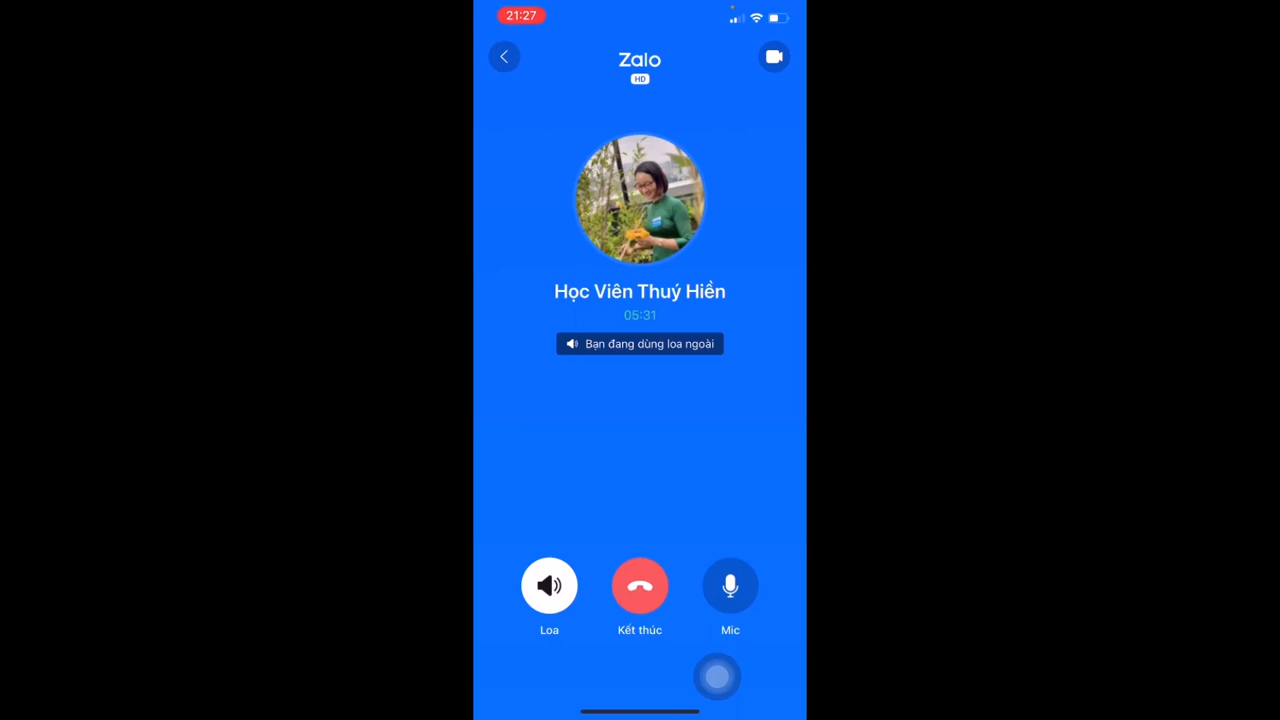 21:27
Zalo
HD
Học Viên Thuý Hiền
05:31
Bạn đang dùng loa ngoài
Loa
Kết thúc
Mic